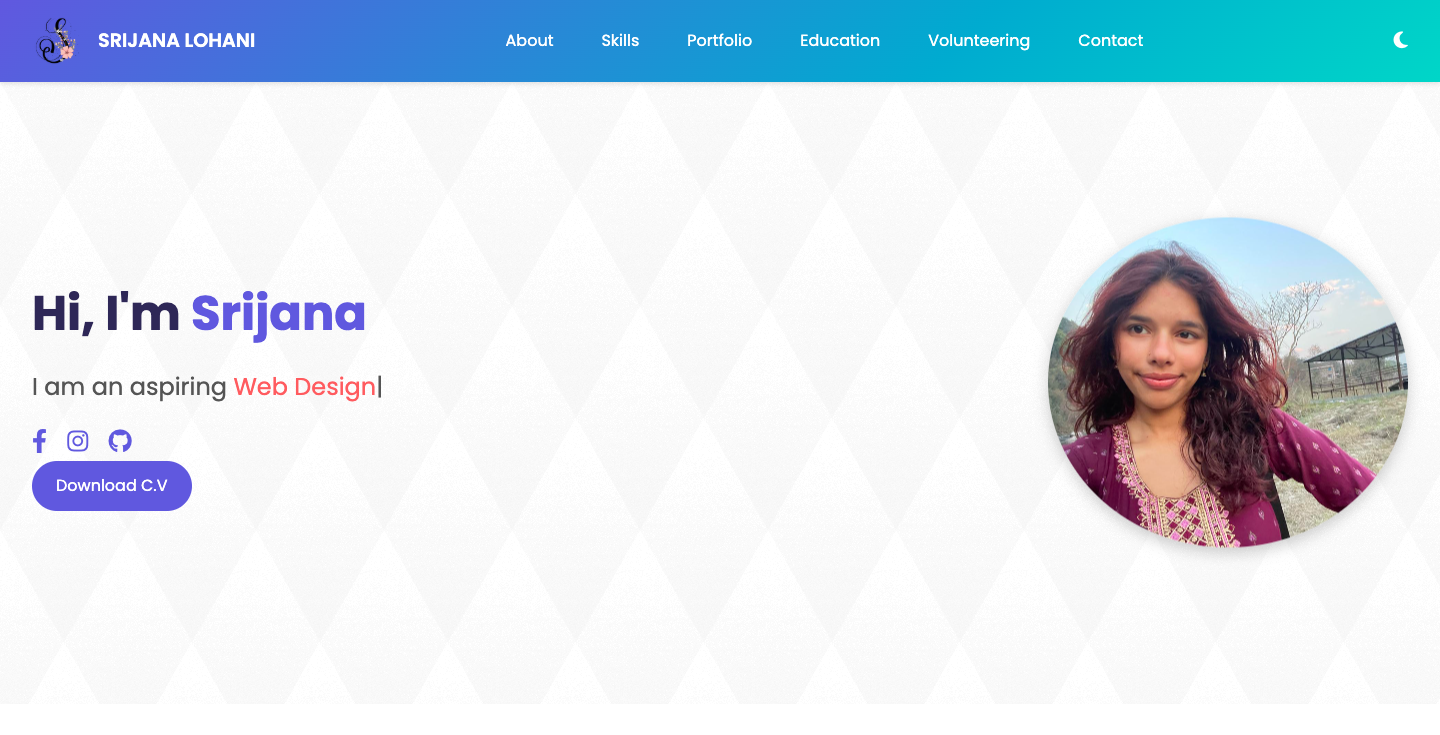 SRIJANA LOHANI
About Skills Portfolio Education Volunteering Contact
Hi, I'm Srijana
I am an aspiring Web Design|
Download C.V